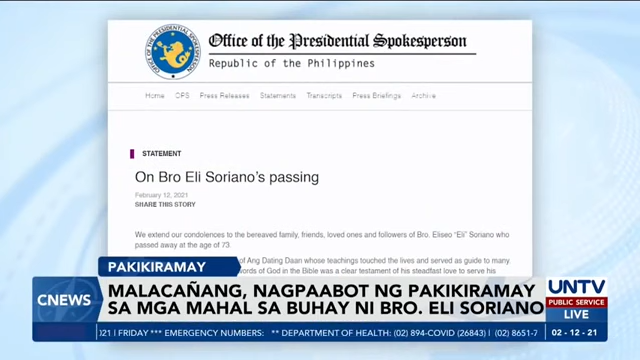 OFFICE OF THE PRESIDENTIAL SPOKESPERSON
Office of the Presidential Spokesperson
Republic of the Philippines
Home OPS Press Releases Statements Transcripts Press Briefings Archive
STATEMENT
On Bro Eli Soriano's passing
February 12, 2021
SHARE THIS STORY
We extend our condolences to the bereaved family, friends, loved ones and followers of Bro. Eliseo "Eli" Soriano who
passed away at the age of 73.
of Ang Dating Daan whose teachings touched the lives and served as guide to many
words of God in the Bible was a clear testament of his steadfast love to serve his
PAKIKIRAMAY
CNEWS
MALACAÑANG, NAGPAABOT NG PAKIKIRAMAY
SA MGA MAHAL SA BUHAY NI BRO. ELI SORIANO
UNTV
PUBLIC SERVICE
LIVE
2021 | FRIDAY *** EMERGENCY NUMBERS: ** DEPARTMENT OF HEALTH: (02) 894-COVID (26843) | (02) 8651-7
02-12-21